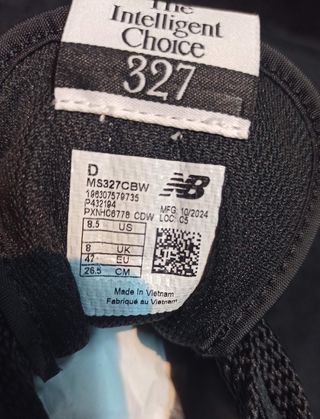 The
Intelligent
Choice
327
D
MS327CBW
196307579735
P432194
PXNHC6778 CDW
MFG: 10/2024
LOC: C5
8.5 US
8 UK
42 EU
26.5 CM
Made in Vietnam
Fabriqué au Vietnam